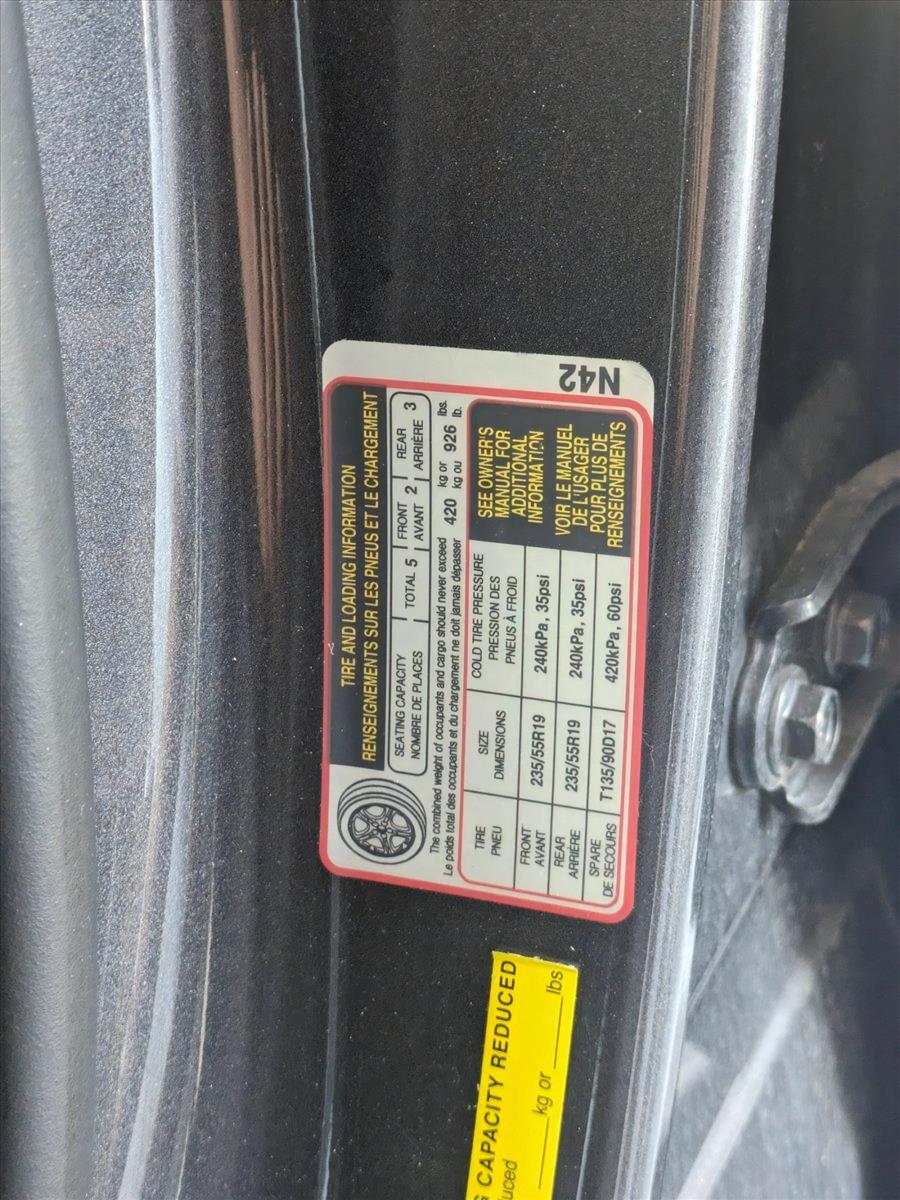 TIRE AND LOADING INFORMATION
RENSEIGNEMENTS SUR LES PNEUS ET LE CHARGEMENT
SEATING CAPACITY
NOMBRE DE PLACES
TOTAL 5
FRONT
AVANT 2
REAR
ARRIÈRE 3
The combined weight of occupants and cargo should never exceed 420 kg or 926 lbs.
Le poids total des occupants et du chargement ne doit jamais dépasser kg ou lb.
TIRE
PNEU
SIZE
DIMENSIONS
COLD TIRE PRESSURE
PRESSION DES
PNEUS À FROID
FRONT
AVANT
235/55R19
240kPa, 35psi
REAR
ARRIÈRE
235/55R19
240kPa, 35psi
SPARE
DE SECOURS
T135/90D17
420kPa, 60psi
SEE OWNER'S
MANUAL FOR
ADDITIONAL
INFORMATION
VOIR LE MANUEL
DE L'USAGER
POUR PLUS DE
RENSEIGNEMENTS
N42
CAPACITY REDUCED
kg or lbs